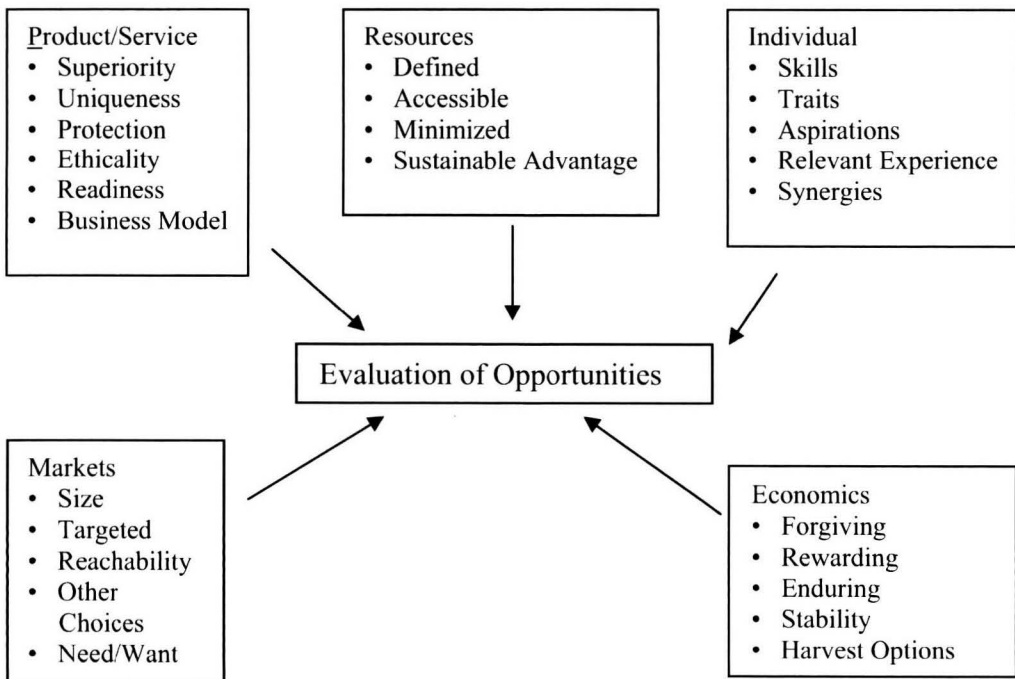 Product/Service
• Superiority
• Uniqueness
• Protection
• Ethicality
• Readiness
• Business Model
Resources
• Defined
• Accessible
• Minimized
• Sustainable Advantage
Individual
• Skills
• Traits
• Aspirations
• Relevant Experience
• Synergies
Evaluation of Opportunities
Markets
• Size
• Targeted
• Reachability
• Other
Choices
• Need/Want
Economics
• Forgiving
• Rewarding
• Enduring
• Stability
• Harvest Options